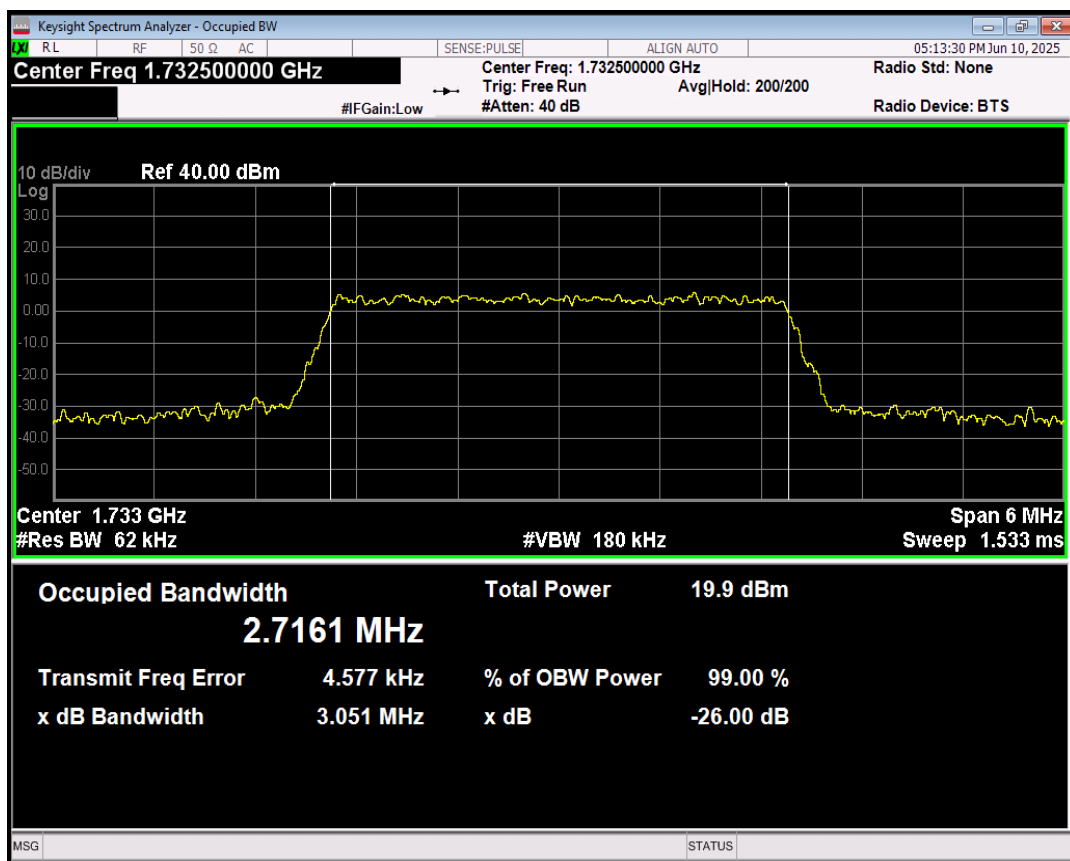 Keysight Spectrum Analyzer - Occupied BW
LXI RL RF 50 Ω AC SENSE:PULSE ALIGN AUTO 05:13:30 PM Jun 10, 2025
Center Freq 1.732500000 GHz Center Freq: 1.732500000 GHz Radio Std: None
Trig: Free Run Avg|Hold: 200/200
#IFGain:Low #Atten: 40 dB Radio Device: BTS
10 dB/div Ref 40.00 dBm
Log
30.0
20.0
10.0
0.00
-10.0
-20.0
-30.0
-40.0
-50.0
Center 1.733 GHz Span 6 MHz
#Res BW 62 kHz #VBW 180 kHz Sweep 1.533 ms
Occupied Bandwidth Total Power 19.9 dBm
2.7161 MHz
Transmit Freq Error 4.577 kHz % of OBW Power 99.00 %
x dB Bandwidth 3.051 MHz x dB -26.00 dB
MSG STATUS